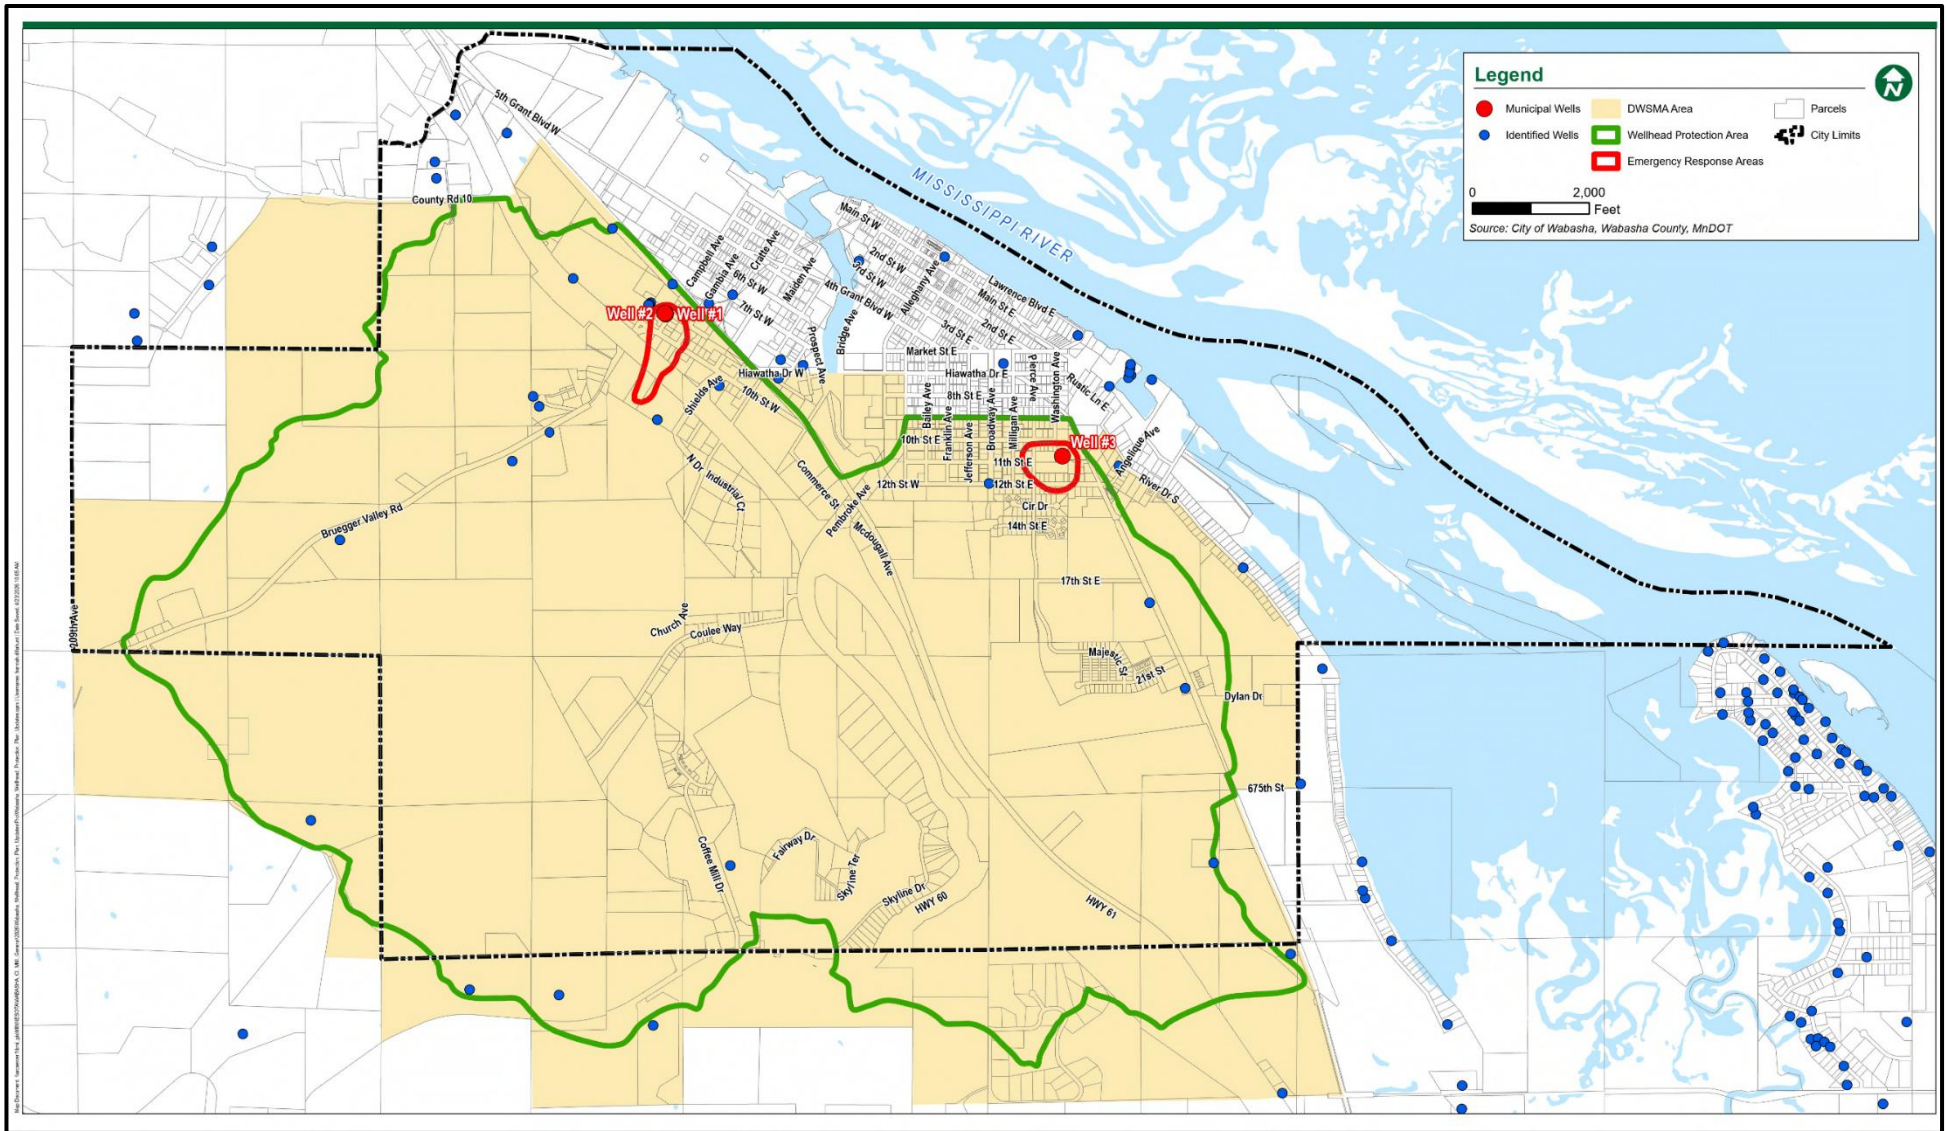 Legend
N
Municipal Wells
DWSMA Area
Parcels
Identified Wells
Wellhead Protection Area
City Limits
Emergency Response Areas
0 2,000
Feet
Source: City of Wabasha, Wabasha County, MnDOT
MISSISSIPPI RIVER
5th Grant Blvd W
County Rd 10
Main St W
2nd St W
3rd St W
4th Grant Blvd W
Campbell Ave
Gambia Ave
Cratte Ave
Maiden Ave
6th St W
7th St W
Alleghany Ave
Lawrence Blvd E
Main St E
2nd St E
3rd St E
Well #2
Well #1
Bridge Ave
Prospect Ave
Market St E
Hiawatha Dr W
Hiawatha Dr E
8th St E
Pierce Ave
Washington Ave
Rustic Ln E
Shields Ave
10th St W
Bailey Ave
Franklin Ave
Jefferson Ave
Broadway Ave
Milligan Ave
10th St E
Well #3
11th St E
Angelique Ave
12th St W
12th St E
River Dr S
N Dr
Industrial Ct
Commerce St
Pembroke Ave
Mcdougall Ave
Cir Dr
14th St E
Bruegger Valley Rd
17th St E
209th Ave
Church Ave
Coulee Way
Majestic St
21st St
Dylan Dr
675th St
Coffee Mill Dr
Fairway Dr
Skyline Ter
Skyline Dr
HWY 60
HWY 61